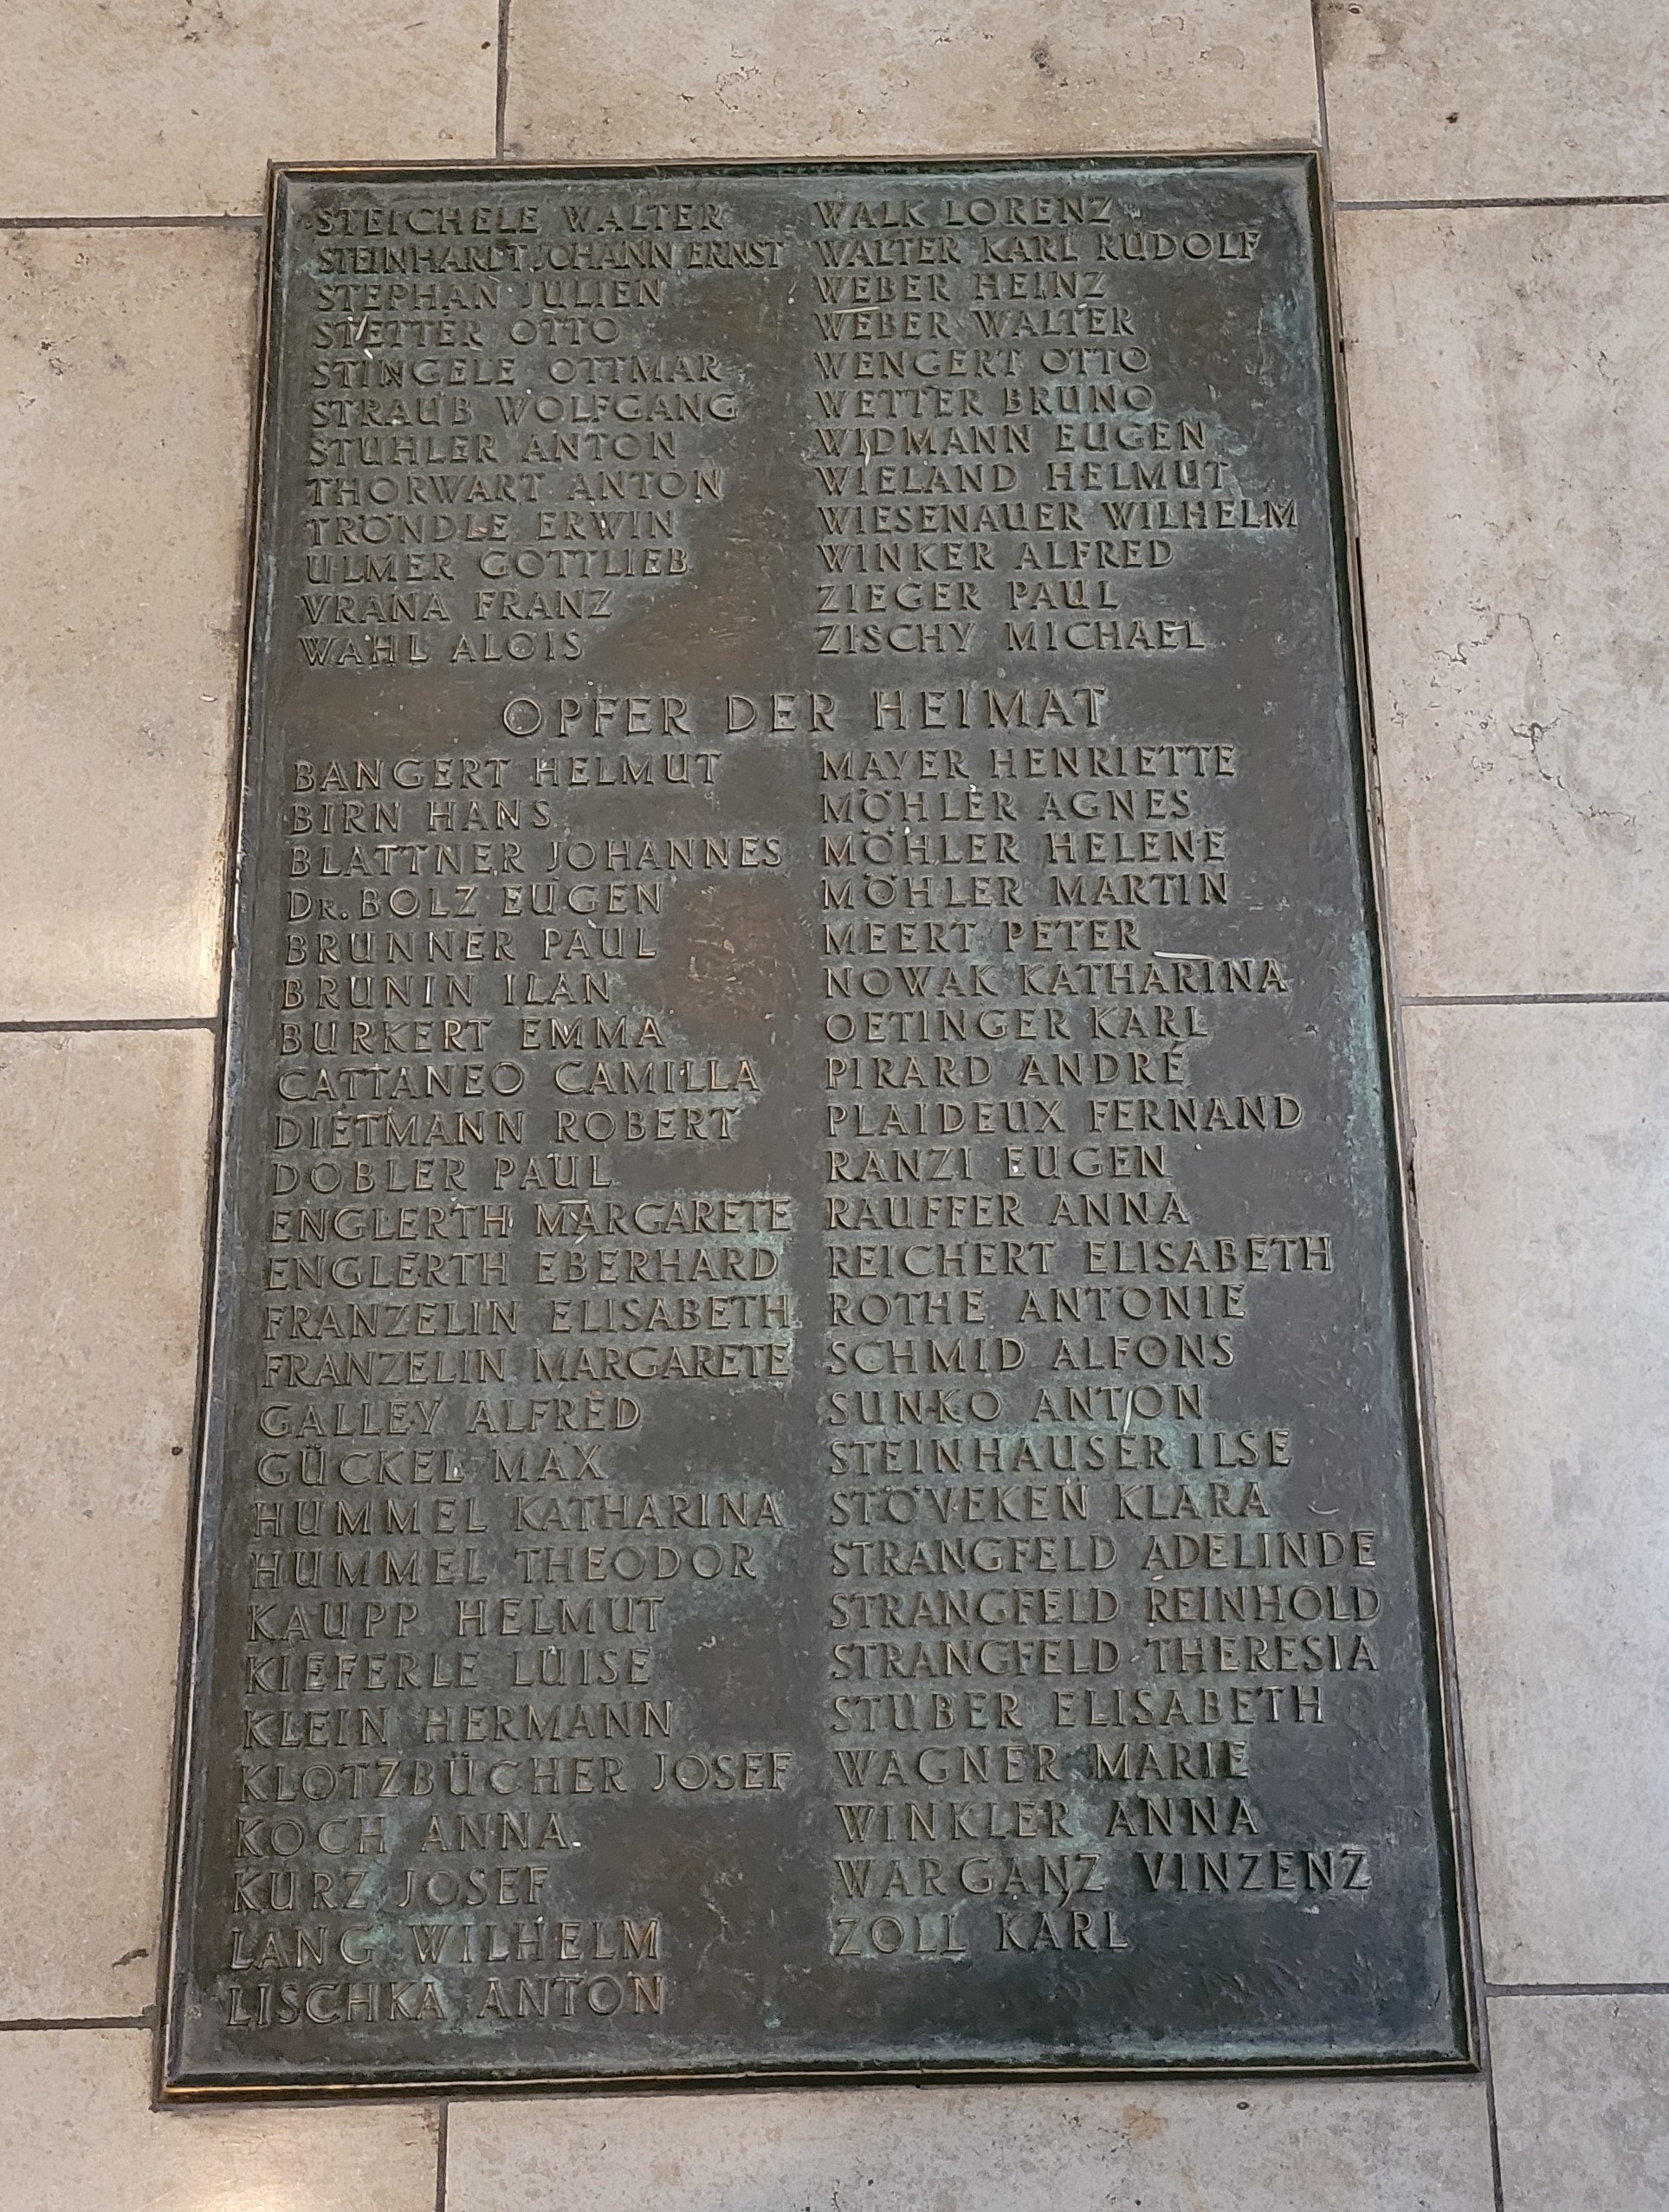 STEICHELE WALTER
STEINHARDT JOHANN ERNST
STEPHAN JULIEN
STETTER OTTO
STINGELE OTTMAR
STRAUB WOLFGANG
STUHLER ANTON
THORWART ANTON
TRÖNDLE ERWIN
ULMER GOTTLIEB
VRANA FRANZ
WAHL ALOIS
WALK LORENZ
WALTER KARL RUDOLF
WEBER HEINZ
WEBER WALTER
WENGERT OTTO
WETTER BRUNO
WIDMANN EUGEN
WIELAND HELMUT
WIESENAUER WILHELM
WINKER ALFRED
ZIEGER PAUL
ZISCHY MICHAEL
OPFER DER HEIMAT
BANGERT HELMUT
BIRN HANS
BLATTNER JOHANNES
DR. BOLZ EUGEN
BRUNNER PAUL
BRUNIN ILAN
BURKERT EMMA
CATTANEO CAMILLA
DIETMANN ROBERT
DOBLER PAUL
ENGLERTH MARGARETE
ENGLERTH EBERHARD
FRANZELIN ELISABETH
FRANZELIN MARGARETE
GALLEY ALFRED
GÜCKEL MAX
HUMMEL KATHARINA
HUMMEL THEODOR
KAUPP HELMUT
KIEFERLE LUISE
KLEIN HERMANN
KLOTZBÜCHER JOSEF
KOCH ANNA
KURZ JOSEF
LANG WILHELM
LISCHKA ANTON
MAYER HENRIETTE
MÖHLER AGNES
MÖHLER HELENE
MÖHLER MARTIN
MEERT PETER
NOWAK KATHARINA
OETINGER KARL
PIRARD ANDRÉ
PLAIDEUX FERNAND
RANZI EUGEN
RAUFFER ANNA
REICHERT ELISABETH
ROTHE ANTONIE
SCHMID ALFONS
SUNKO ANTON
STEINHAUSER ILSE
STÖVEKEN KLARA
STRANGFELD ADELINDE
STRANGFELD REINHOLD
STRANGFELD THERESIA
STUBER ELISABETH
WAGNER MARIE
WINKLER ANNA
WARGANZ VINZENZ
ZOLL KARL